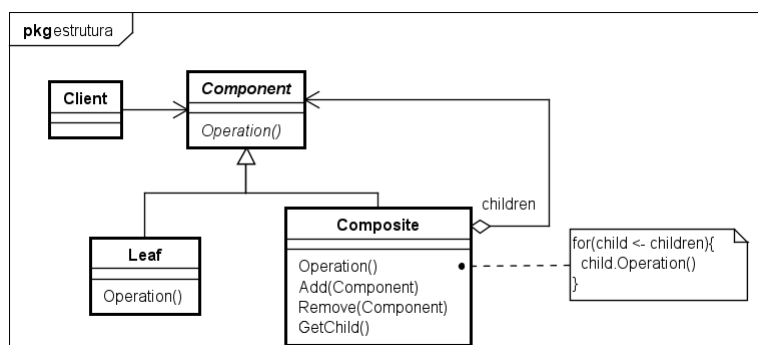 pkg estrutura
Client
Component
Operation()
children
Leaf
Operation()
Composite
Operation()
Add(Component)
Remove(Component)
GetChild()
for(child <- children){
child.Operation()
}